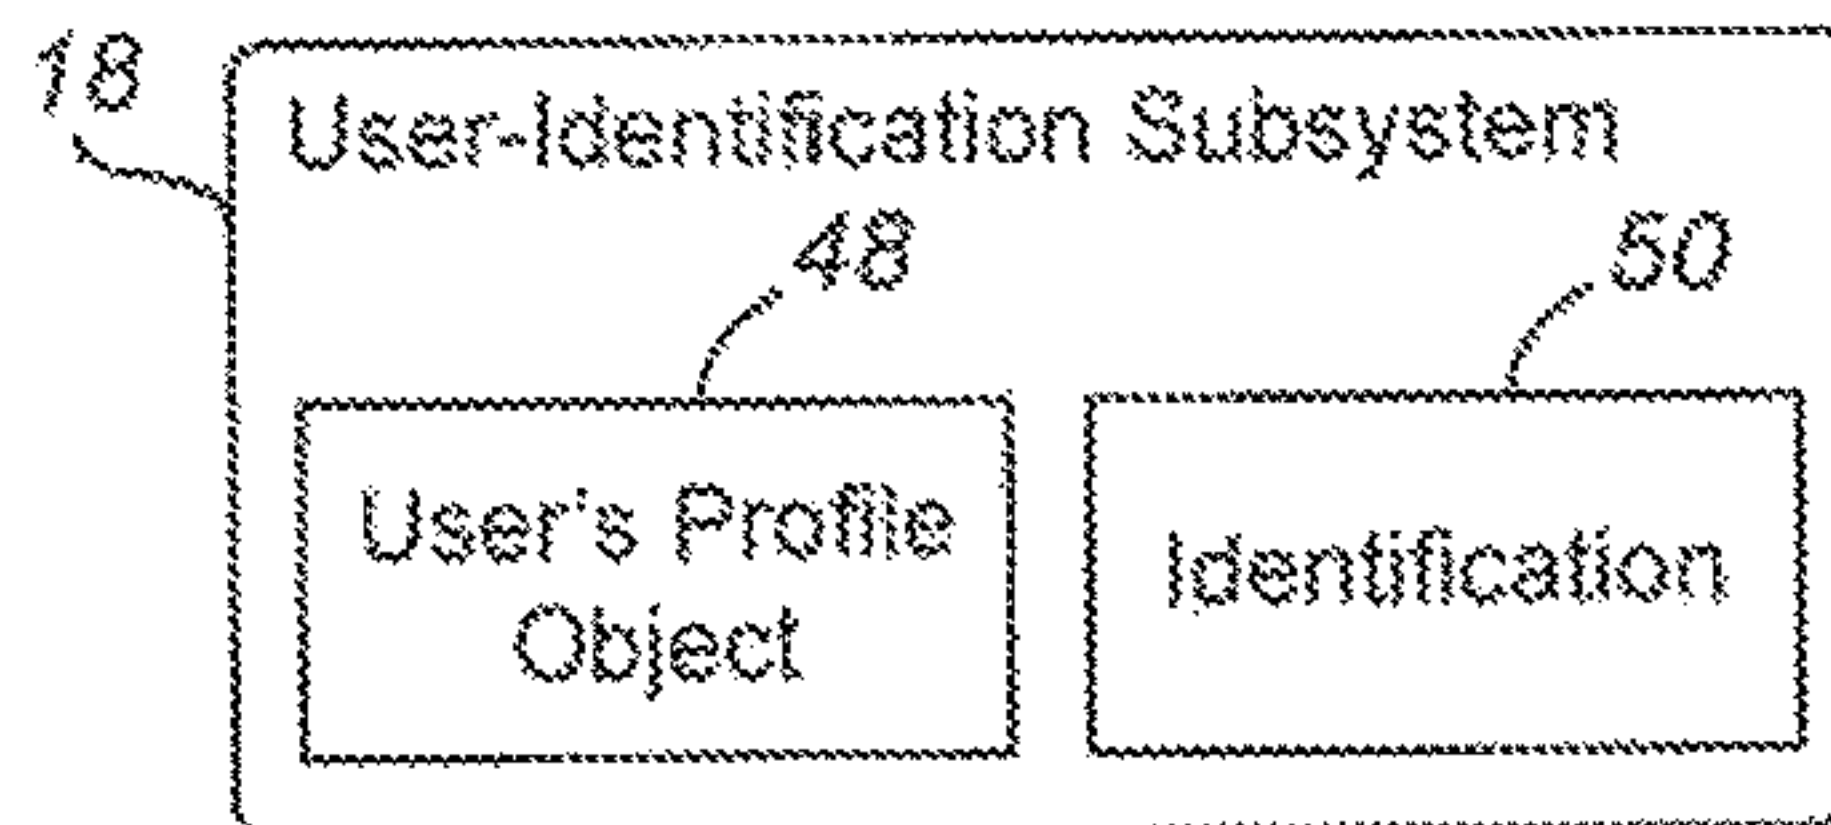 18
User-Identification Subsystem
48
50
User's Profile
Object
Identification